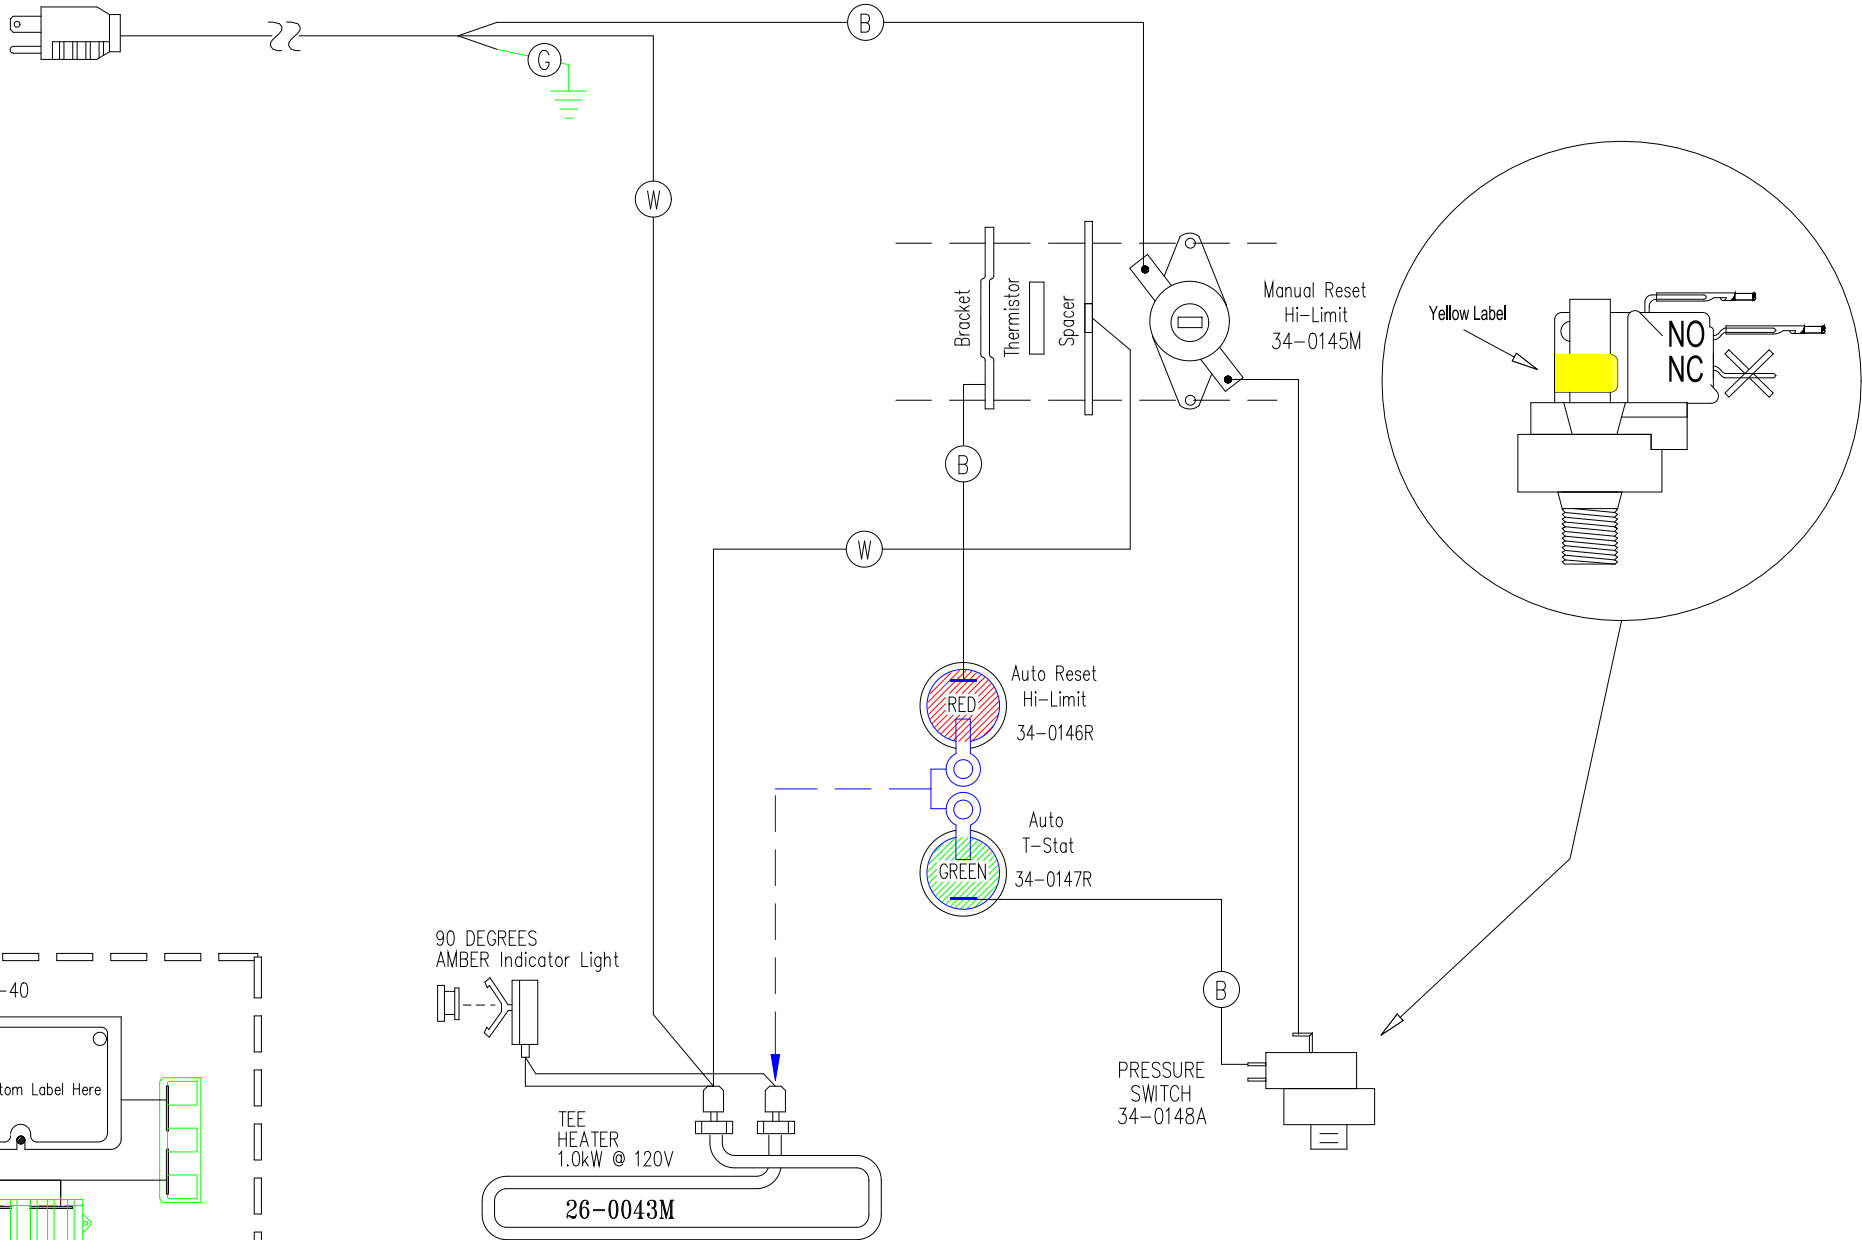 B
G
W
Bracket
Thermistor
Spacer
Manual Reset
Hi-Limit
34-0145M
Yellow Label
NO
NC
B
W
RED
Auto Reset
Hi-Limit
34-0146R
GREEN
Auto
T-Stat
34-0147R
90 DEGREES
AMBER Indicator Light
B
-40
tom Label Here
PRESSURE
SWITCH
34-0148A
TEE
HEATER
1.0kW @ 120V
26-0043M